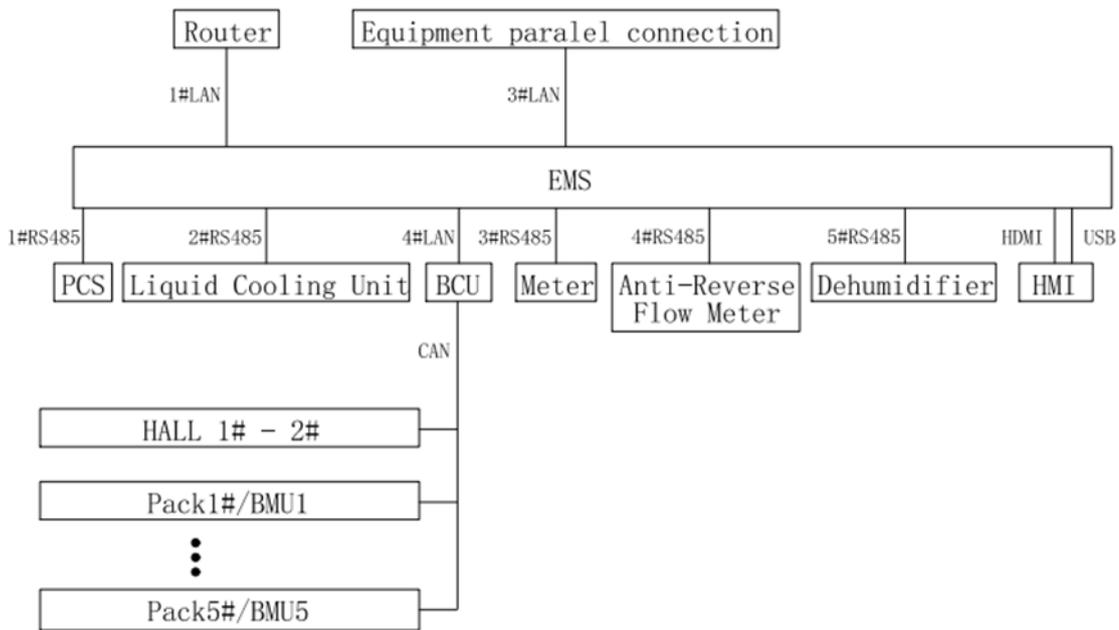 Router
Equipment paralel connection
1#LAN
3#LAN
EMS
1#RS485
2#RS485
4#LAN
3#RS485
4#RS485
5#RS485
HDMI
USB
PCS
Liquid Cooling Unit
BCU
Meter
Anti-Reverse
Flow Meter
Dehumidifier
HMI
CAN
HALL 1# - 2#
Pack1#/BMU1
Pack5#/BMU5